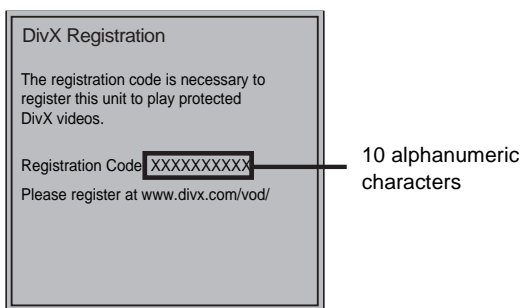 DivX Registration
The registration code is necessary to
register this unit to play protected
DivX videos.
Registration Code XXXXXXXXXX
Please register at www.divx.com/vod/
10 alphanumeric
characters